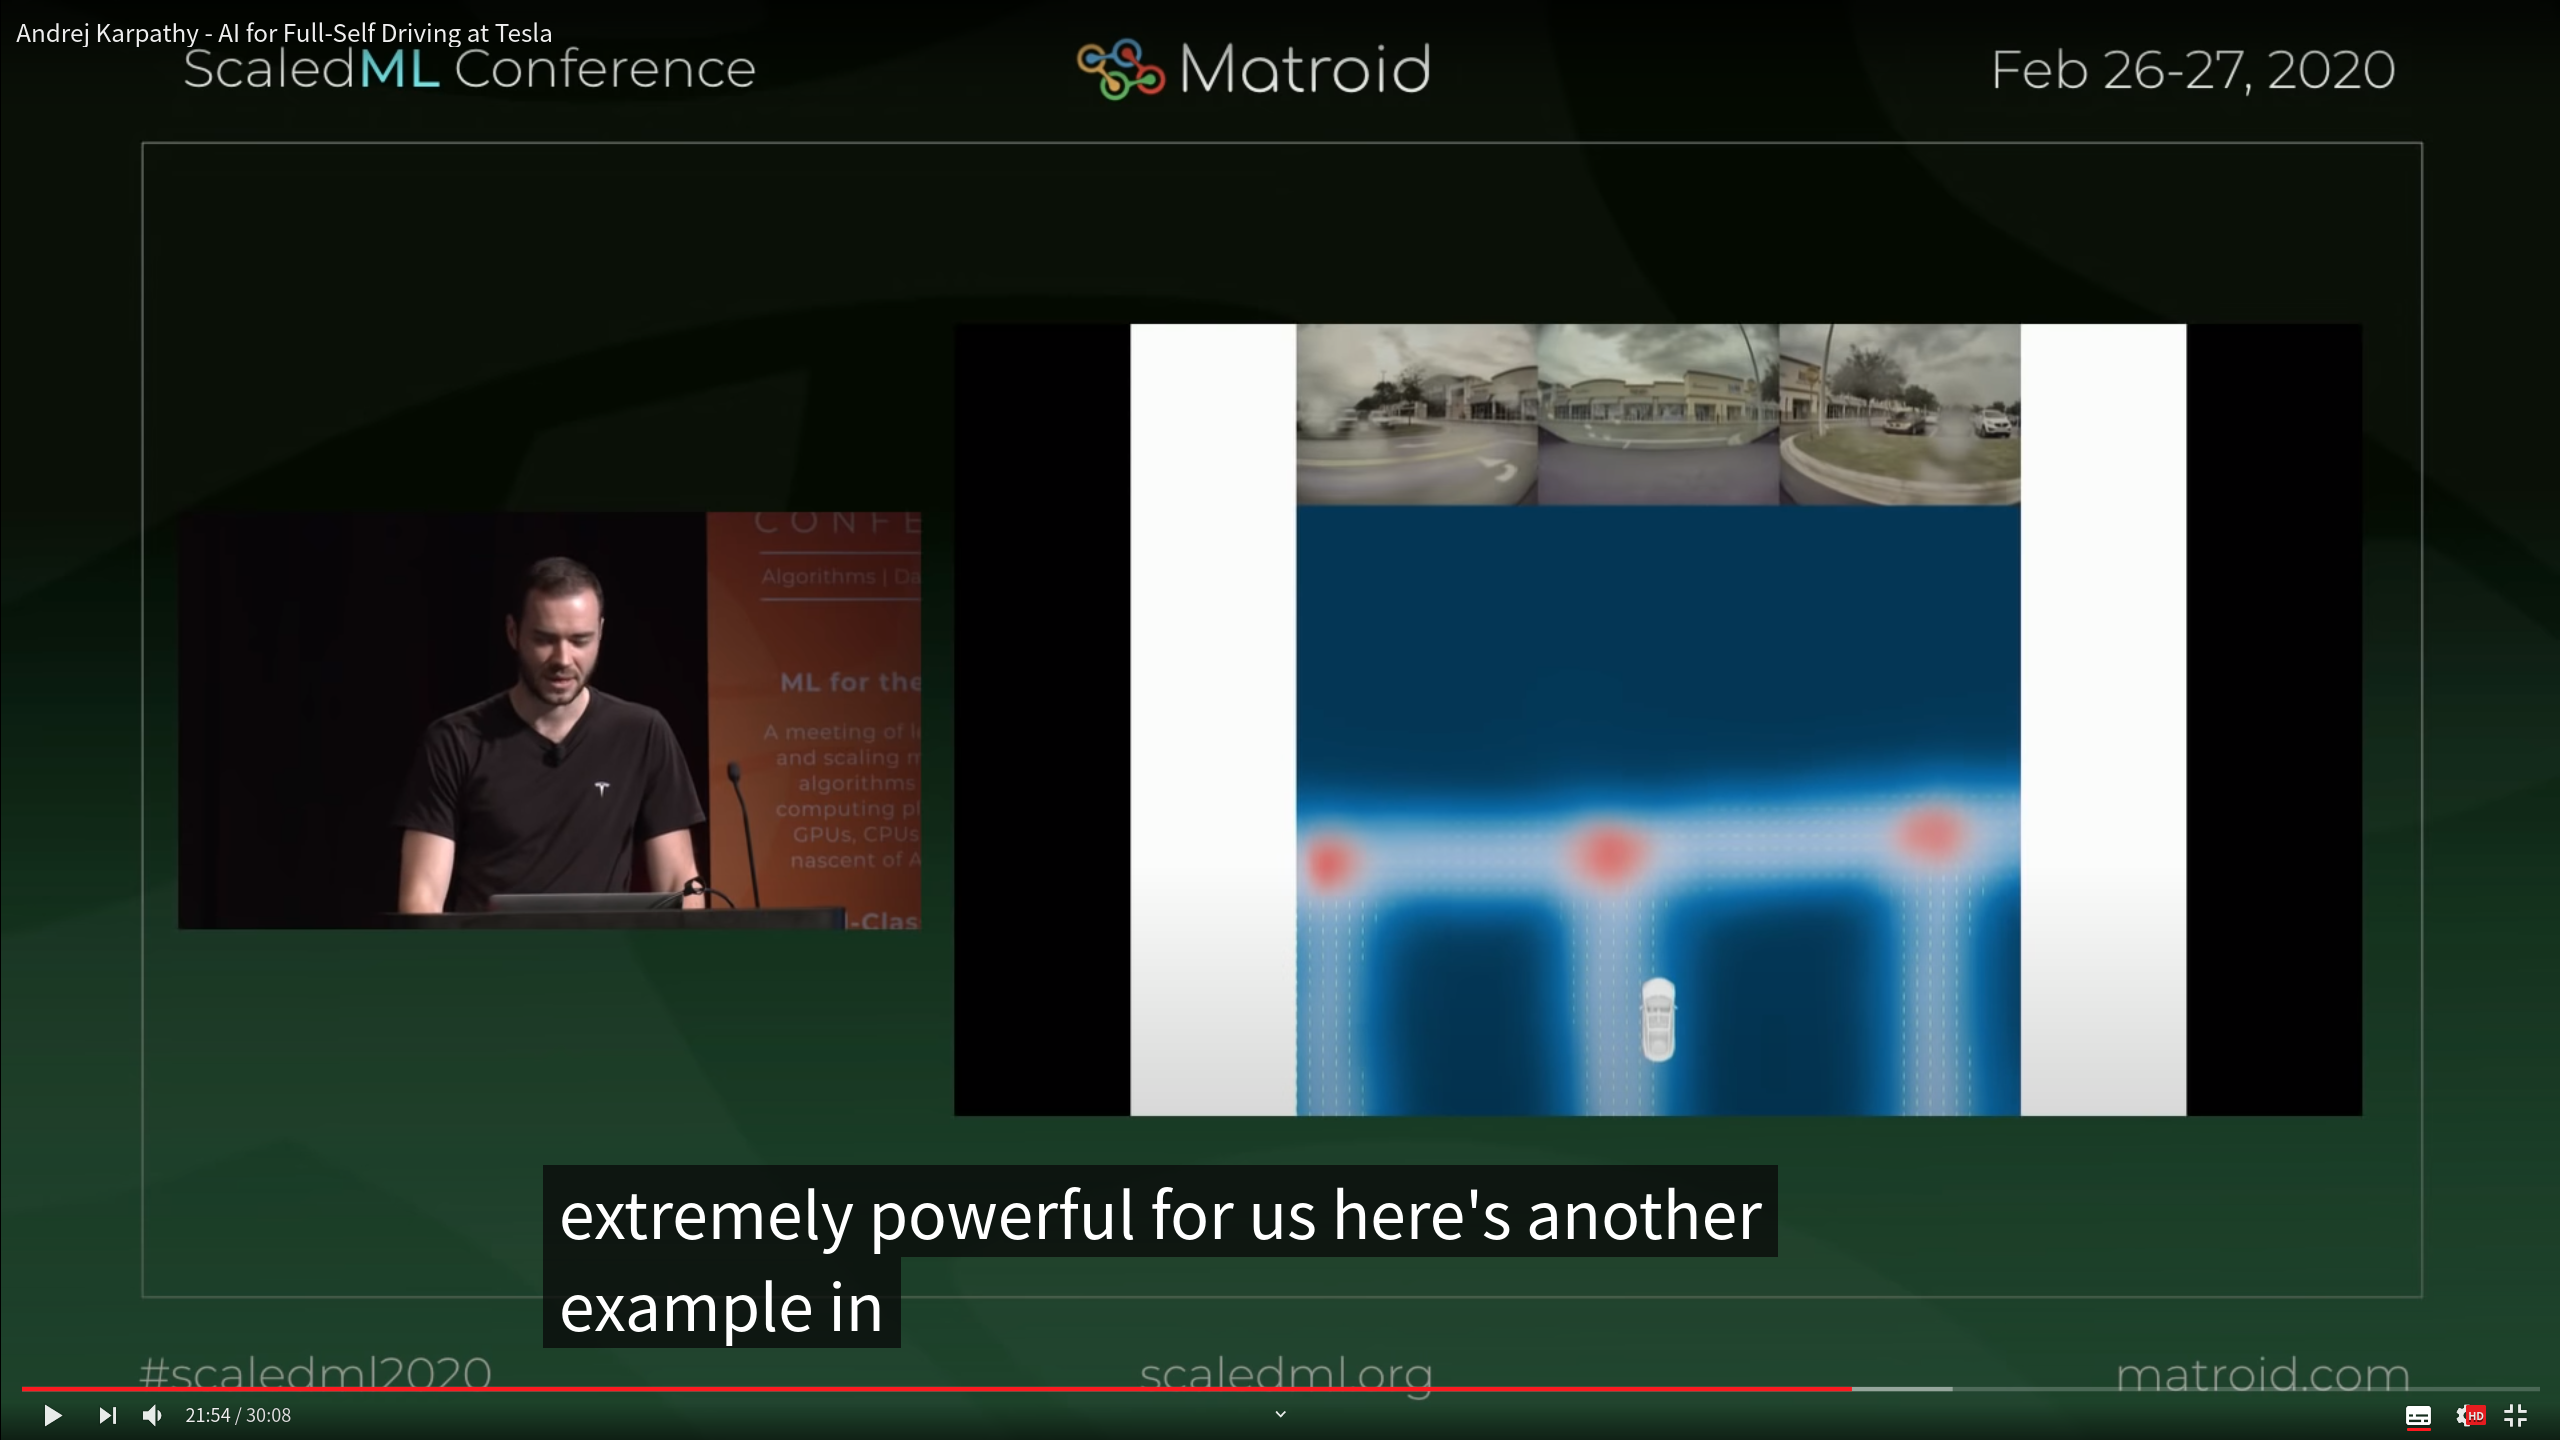 Andrej Karpathy - AI for Full-Self Driving at Tesla
ScaledML Conference
Matroid
Feb 26-27, 2020
CONFE
Algorithms | Da
ML for the
A meeting of
and scaling
algorithms
computing
GPUs, CPUs
nascent of A
-Clas
extremely powerful for us here's another
example in
#scaledml2020
scaledml.org
matroid.com
21:54 / 30:08
HD